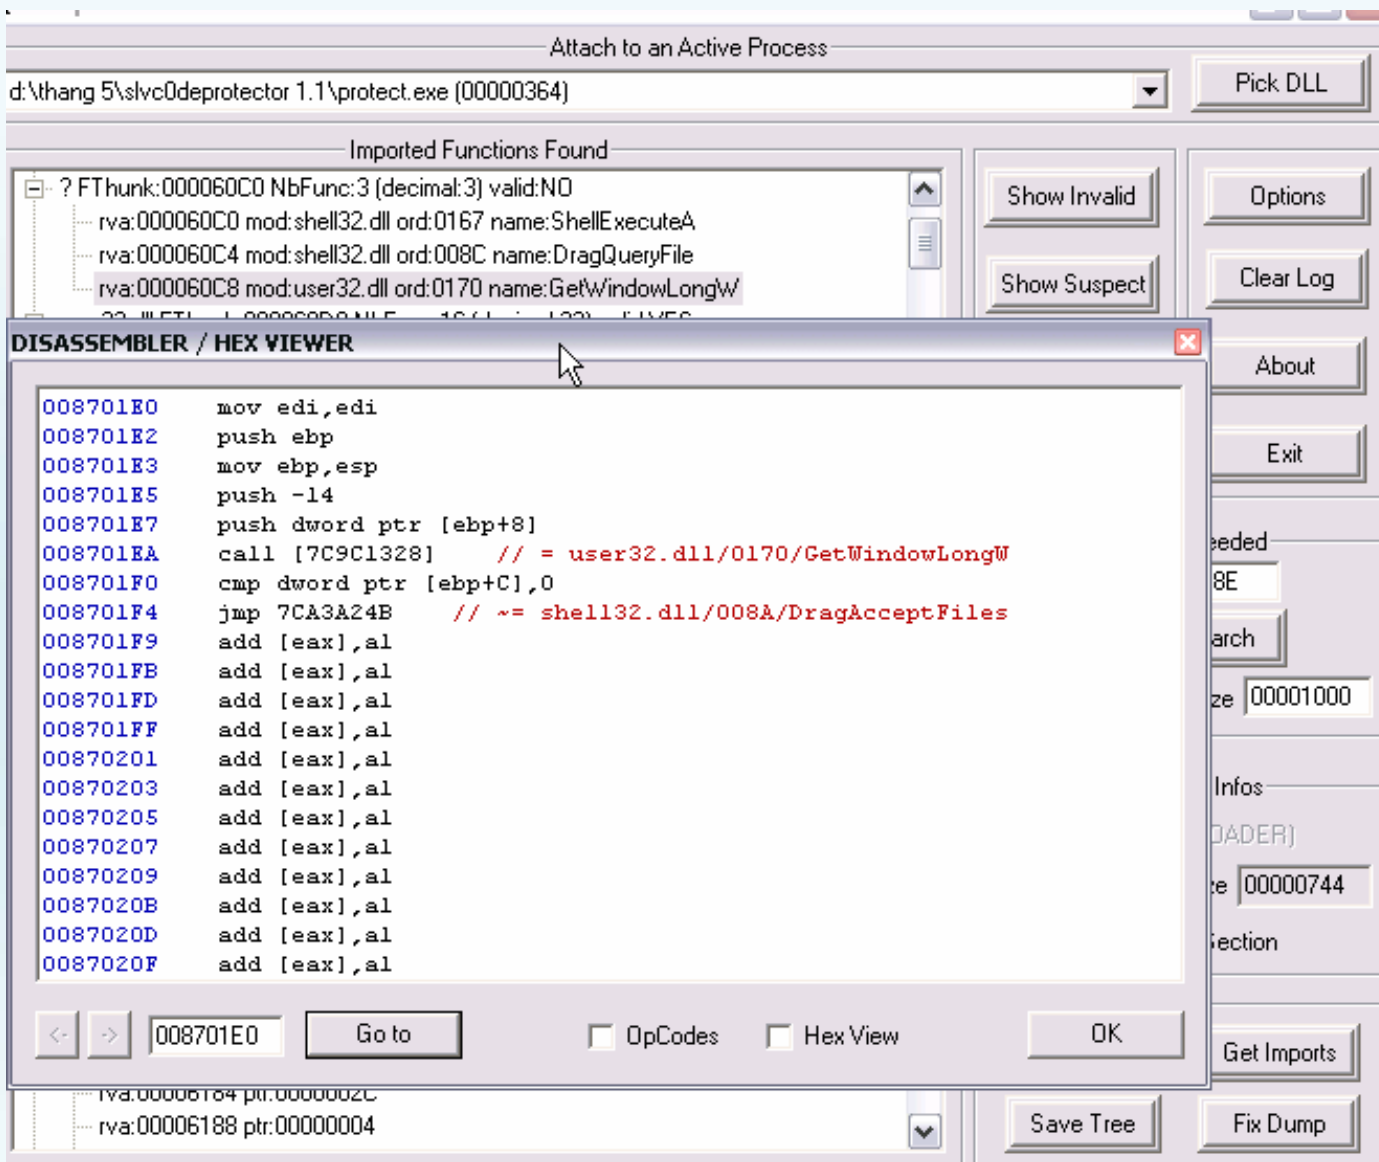 Attach to an Active Process
d:\thang 5\slvc0deprotector 1.1\protect.exe (00000364)
Pick DLL
Imported Functions Found
? FThunk:000060C0 NbFunc:3 (decimal:3) valid:NO
rva:000060C0 mod:shell32.dll ord:0167 name:ShellExecuteA
rva:000060C4 mod:shell32.dll ord:008C name:DragQueryFile
rva:000060C8 mod:user32.dll ord:0170 name:GetWindowLongW
Show Invalid
Options
Show Suspect
Clear Log
DISASSEMBLER / HEX VIEWER
About
Exit
008701E0 mov edi,edi
008701E2 push ebp
008701E3 mov ebp,esp
008701E5 push -14
008701E7 push dword ptr [ebp+8]
008701EA call [7C9C1328] // = user32.dll/0170/GetWindowLongW
008701F0 cmp dword ptr [ebp+C],0
008701F4 jmp 7CA3A24B // ~= shell32.dll/008A/DragAcceptFiles
008701F9 add [eax],al
008701FB add [eax],al
008701FD add [eax],al
008701FF add [eax],al
00870201 add [eax],al
00870203 add [eax],al
00870205 add [eax],al
00870207 add [eax],al
00870209 add [eax],al
0087020B add [eax],al
0087020D add [eax],al
0087020F add [eax],al
eeded
8E
arch
ze 00001000
Infos
OADER)
e 00000744
ection
<- -> 008701E0 Go to OpCodes Hex View OK
Get Imports
rva:00006184 ptr:0000002C
rva:00006188 ptr:00000004
Save Tree
Fix Dump